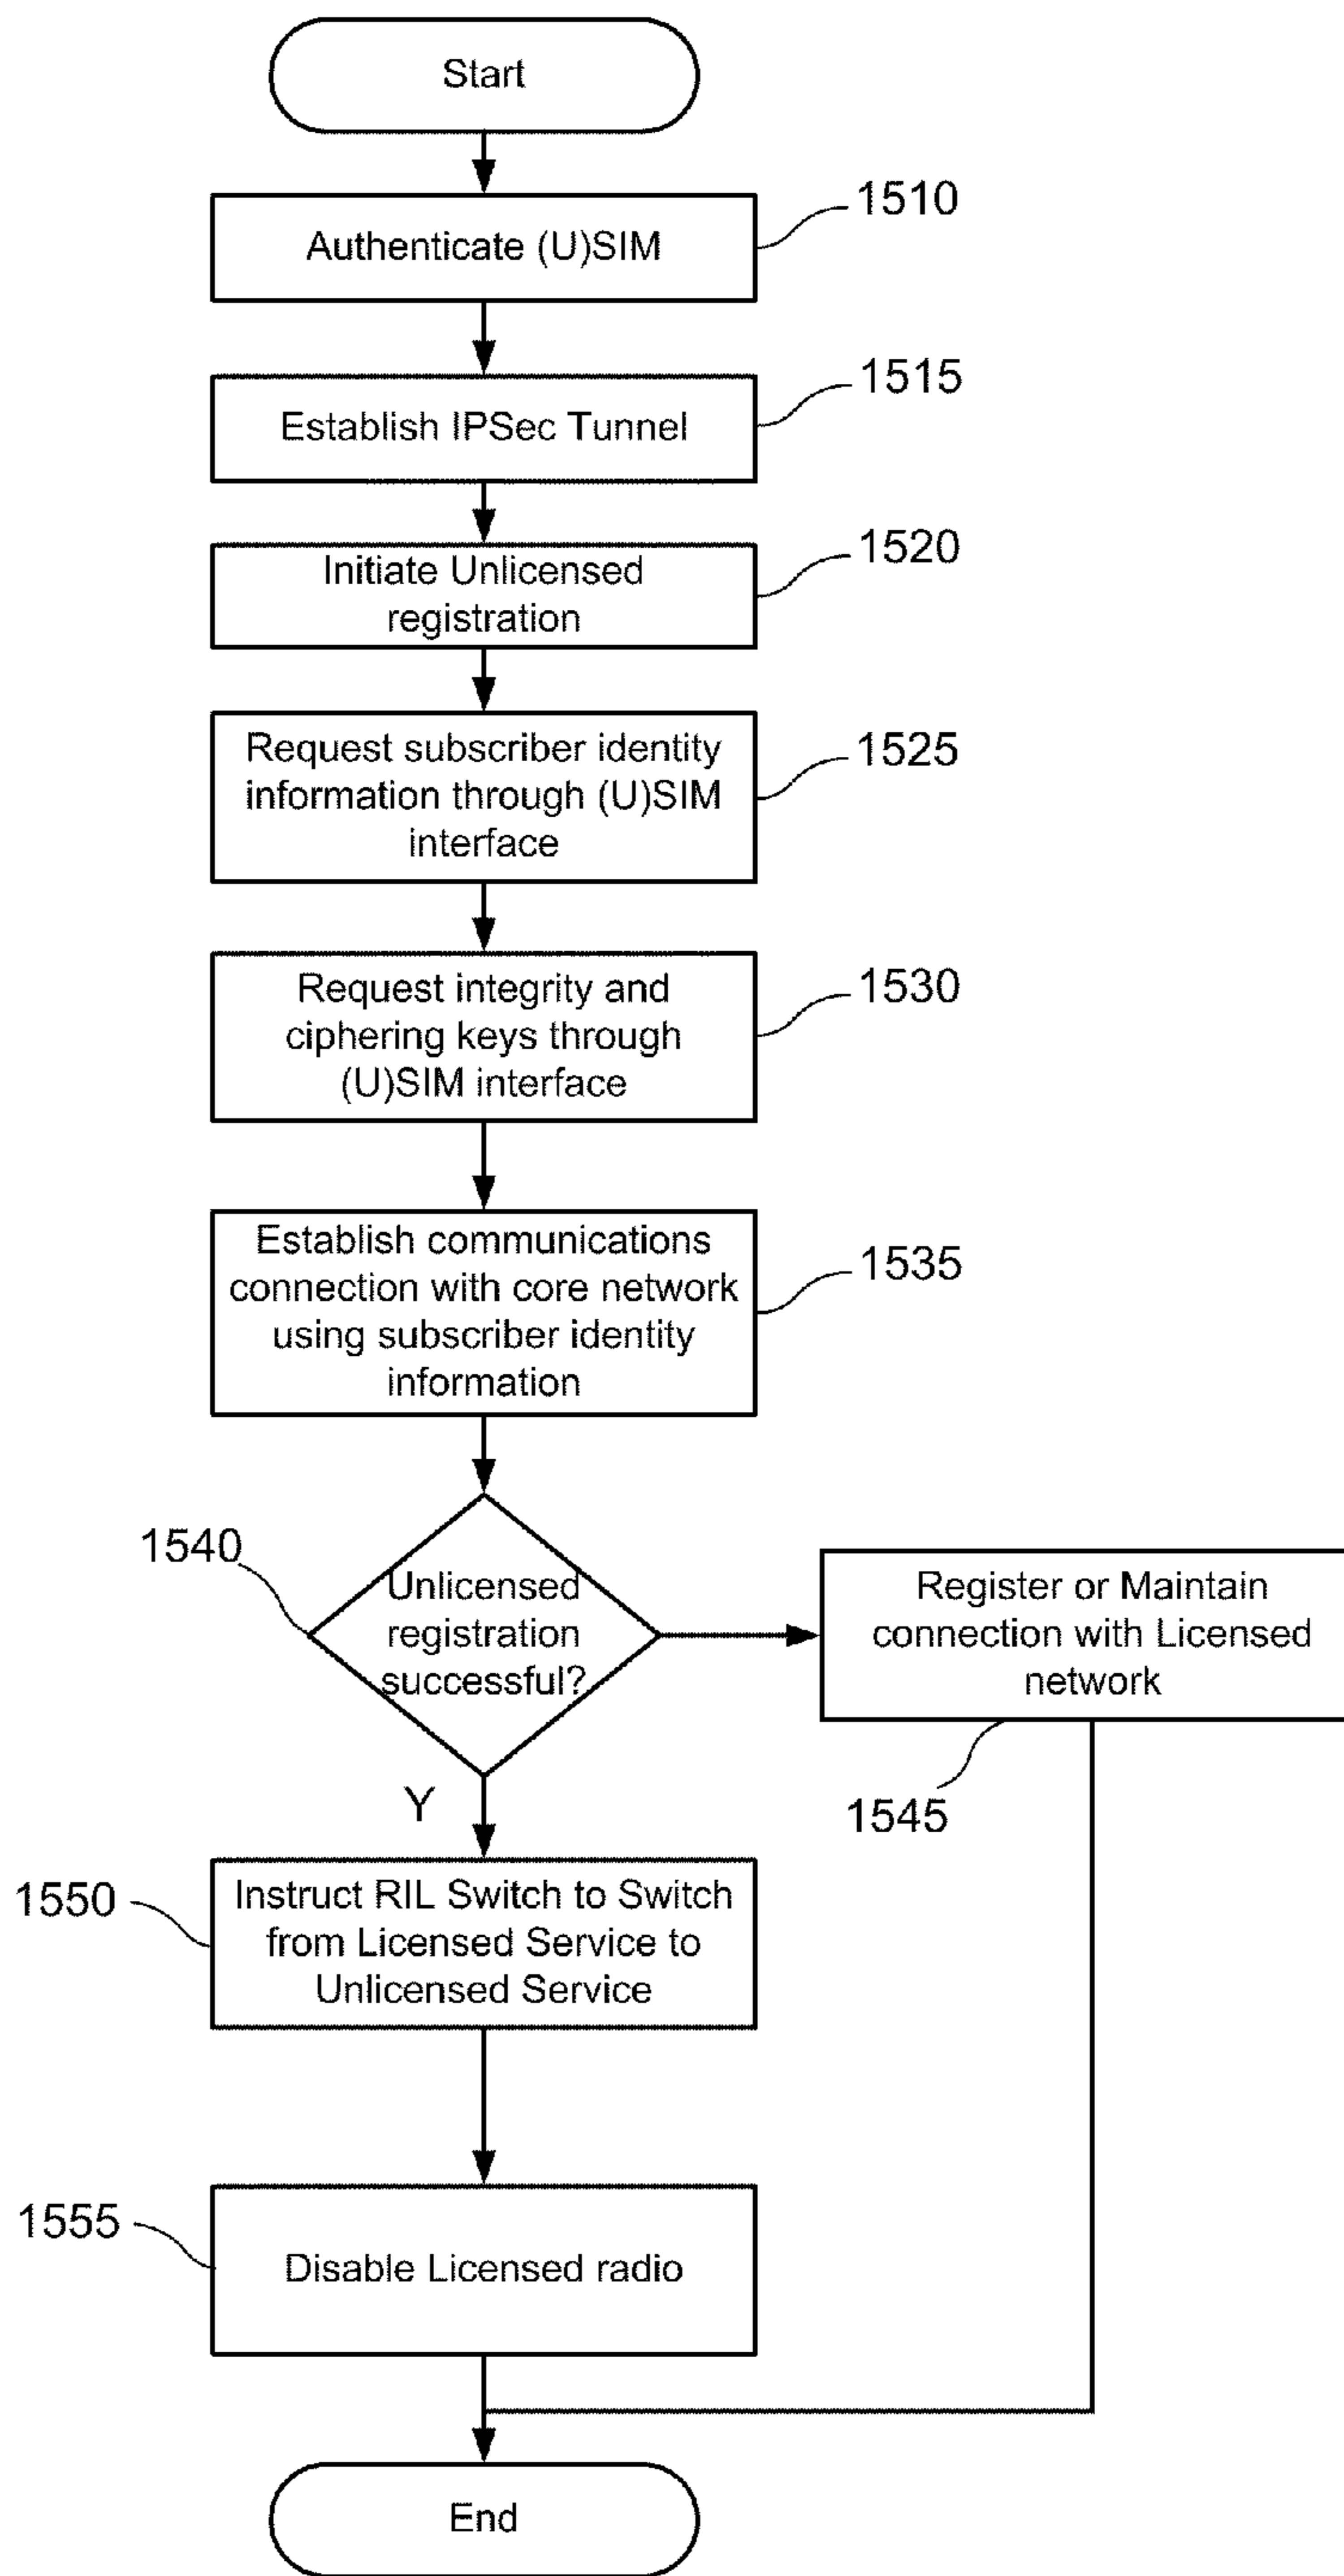 Start
Authenticate (U)SIM
1510
Establish IPSec Tunnel
1515
Initiate Unlicensed
registration
1520
Request subscriber identity
information through (U)SIM
interface
1525
Request integrity and
ciphering keys through
(U)SIM interface
1530
Establish communications
connection with core network
using subscriber identity
information
1535
1540
Unlicensed
registration
successful?
Register or Maintain
connection with Licensed
network
1545
Y
1550
Instruct RIL Switch to Switch
from Licensed Service to
Unlicensed Service
1555
Disable Licensed radio
End